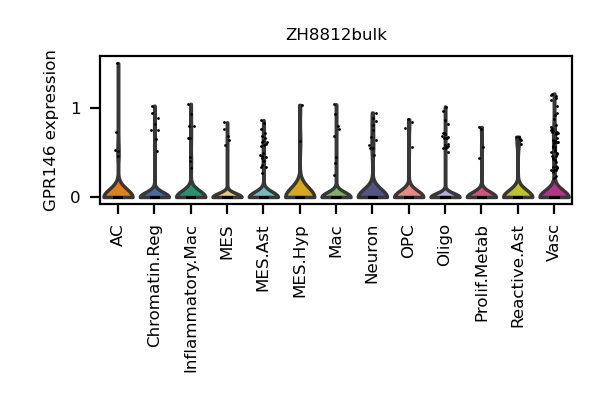 ZH8812bulk
GPR146 expression
1
0
AC
Chromatin.Reg
Inflammatory.Mac
MES
MES.Ast
MES.Hyp
Mac
Neuron
OPC
Oligo
Prolif.Metab
Reactive.Ast
Vasc